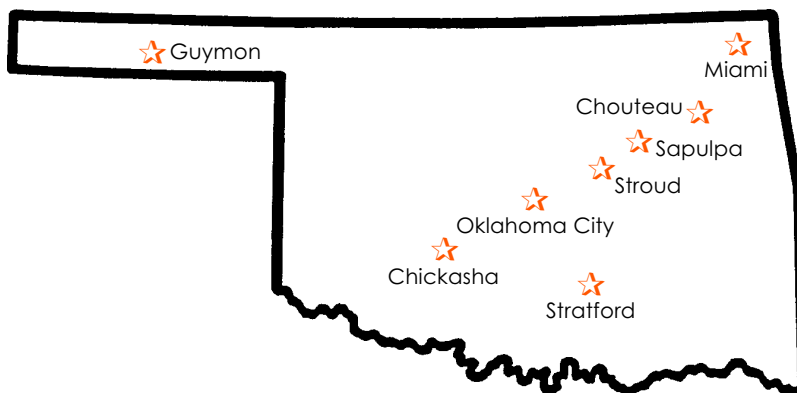 Guymon
Miami
Chouteau
Sapulpa
Stroud
Oklahoma City
Chickasha
Stratford